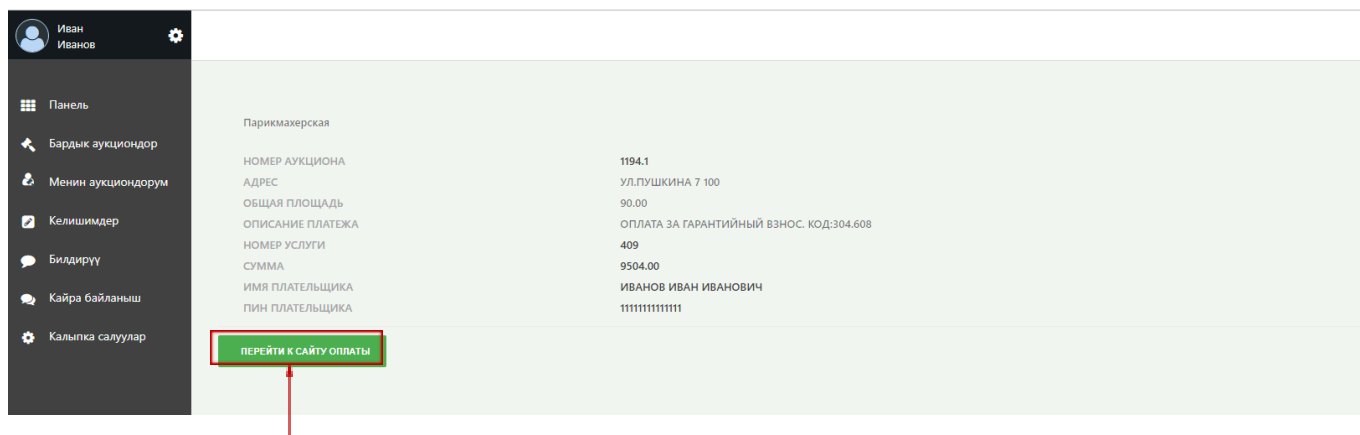 Иван
Иванов
Панель
Бардык аукциондор
Менин аукциондорум
Келишимдер
Билдирүү
Кайра байланыш
Калыпка салуулар
Парикмахерская
НОМЕР АУКЦИОНА 1194.1
АДРЕС УЛ.ПУШКИНА 7 100
ОБЩАЯ ПЛОЩАДЬ 90.00
ОПИСАНИЕ ПЛАТЕЖА ОПЛАТА ЗА ГАРАНТИЙНЫЙ ВЗНОС. КОД:304.608
НОМЕР УСЛУГИ 409
СУММА 9504.00
ИМЯ ПЛАТЕЛЬЩИКА ИВАНОВ ИВАН ИВАНОВИЧ
ПИН ПЛАТЕЛЬЩИКА 11111111111111
ПЕРЕЙТИ К САЙТУ ОПЛАТЫ